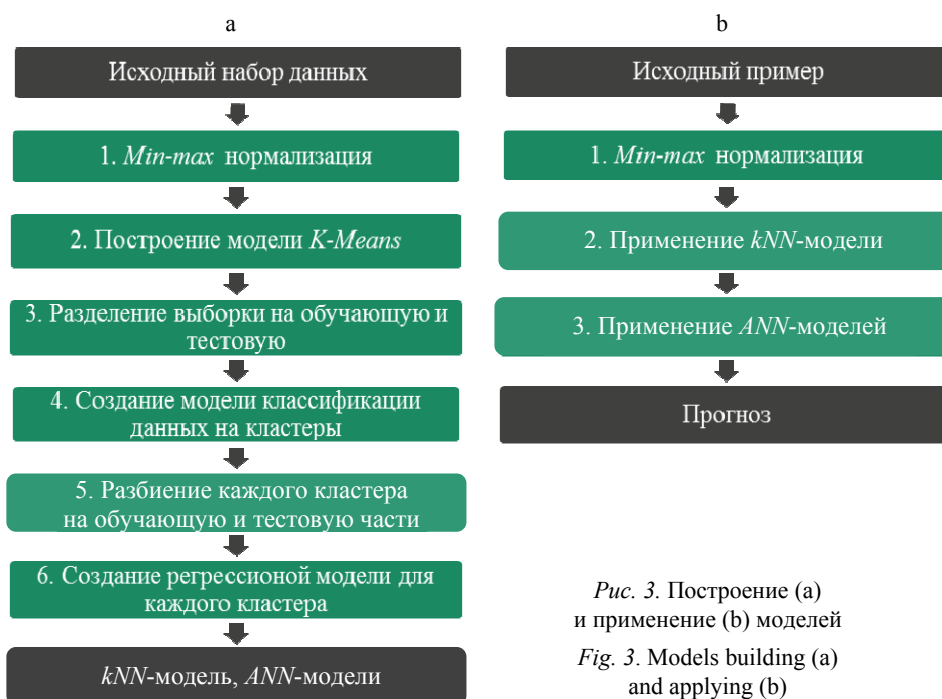 a
Исходный набор данных
1. Min-max нормализация
2. Построение модели K-Means
3. Разделение выборки на обучающую и
тестовую
4. Создание модели классификации
данных на кластеры
5. Разбиение каждого кластера
на обучающую и тестовую части
6. Создание регрессионой модели для
каждого кластера
kNN-модель, ANN-модели
b
Исходный пример
1. Min-max нормализация
2. Применение kNN-модели
3. Применение ANN-моделей
Прогноз
Рис. 3. Построение (a)
и применение (b) моделей
Fig. 3. Models building (a)
and applying (b)